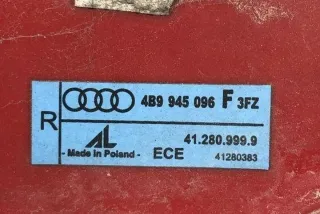 4B9 945 096 F 3FZ
R
AL 41.280.999.9
- Made in Poland - ECE 41280383